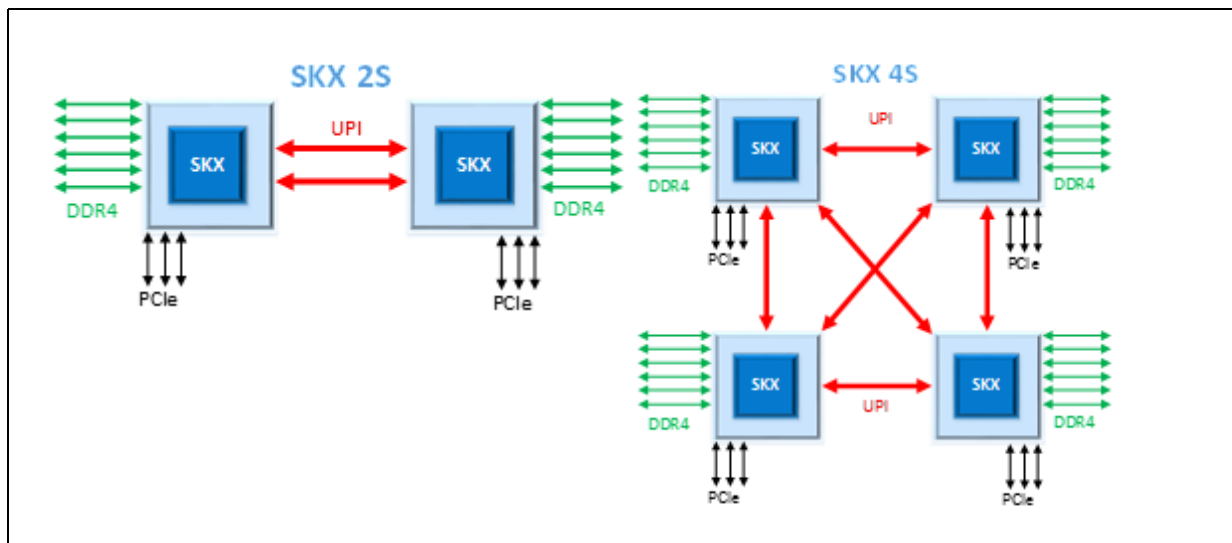 SKX 2S
UPI
SKX
SKX
DDR4
DDR4
PCIe
PCIe
SKX 4S
UPI
SKX
SKX
DDR4
DDR4
PCIe
PCIe
SKX
SKX
UPI
DDR4
DDR4
PCIe
PCIe